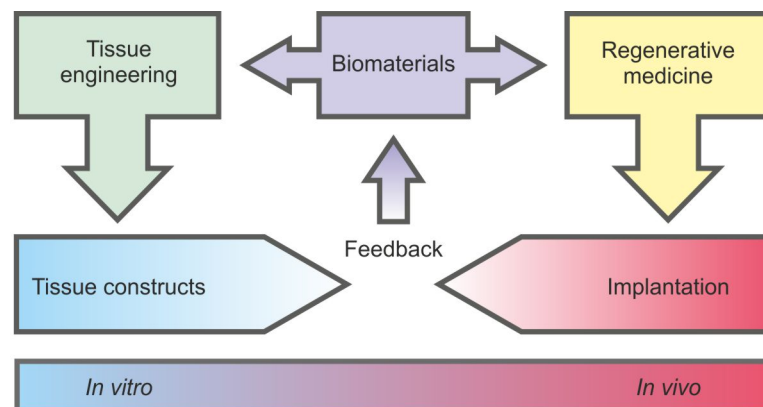 Tissue
engineering
Biomaterials
Regenerative
medicine
Feedback
Tissue constructs
Implantation
In vitro
In vivo